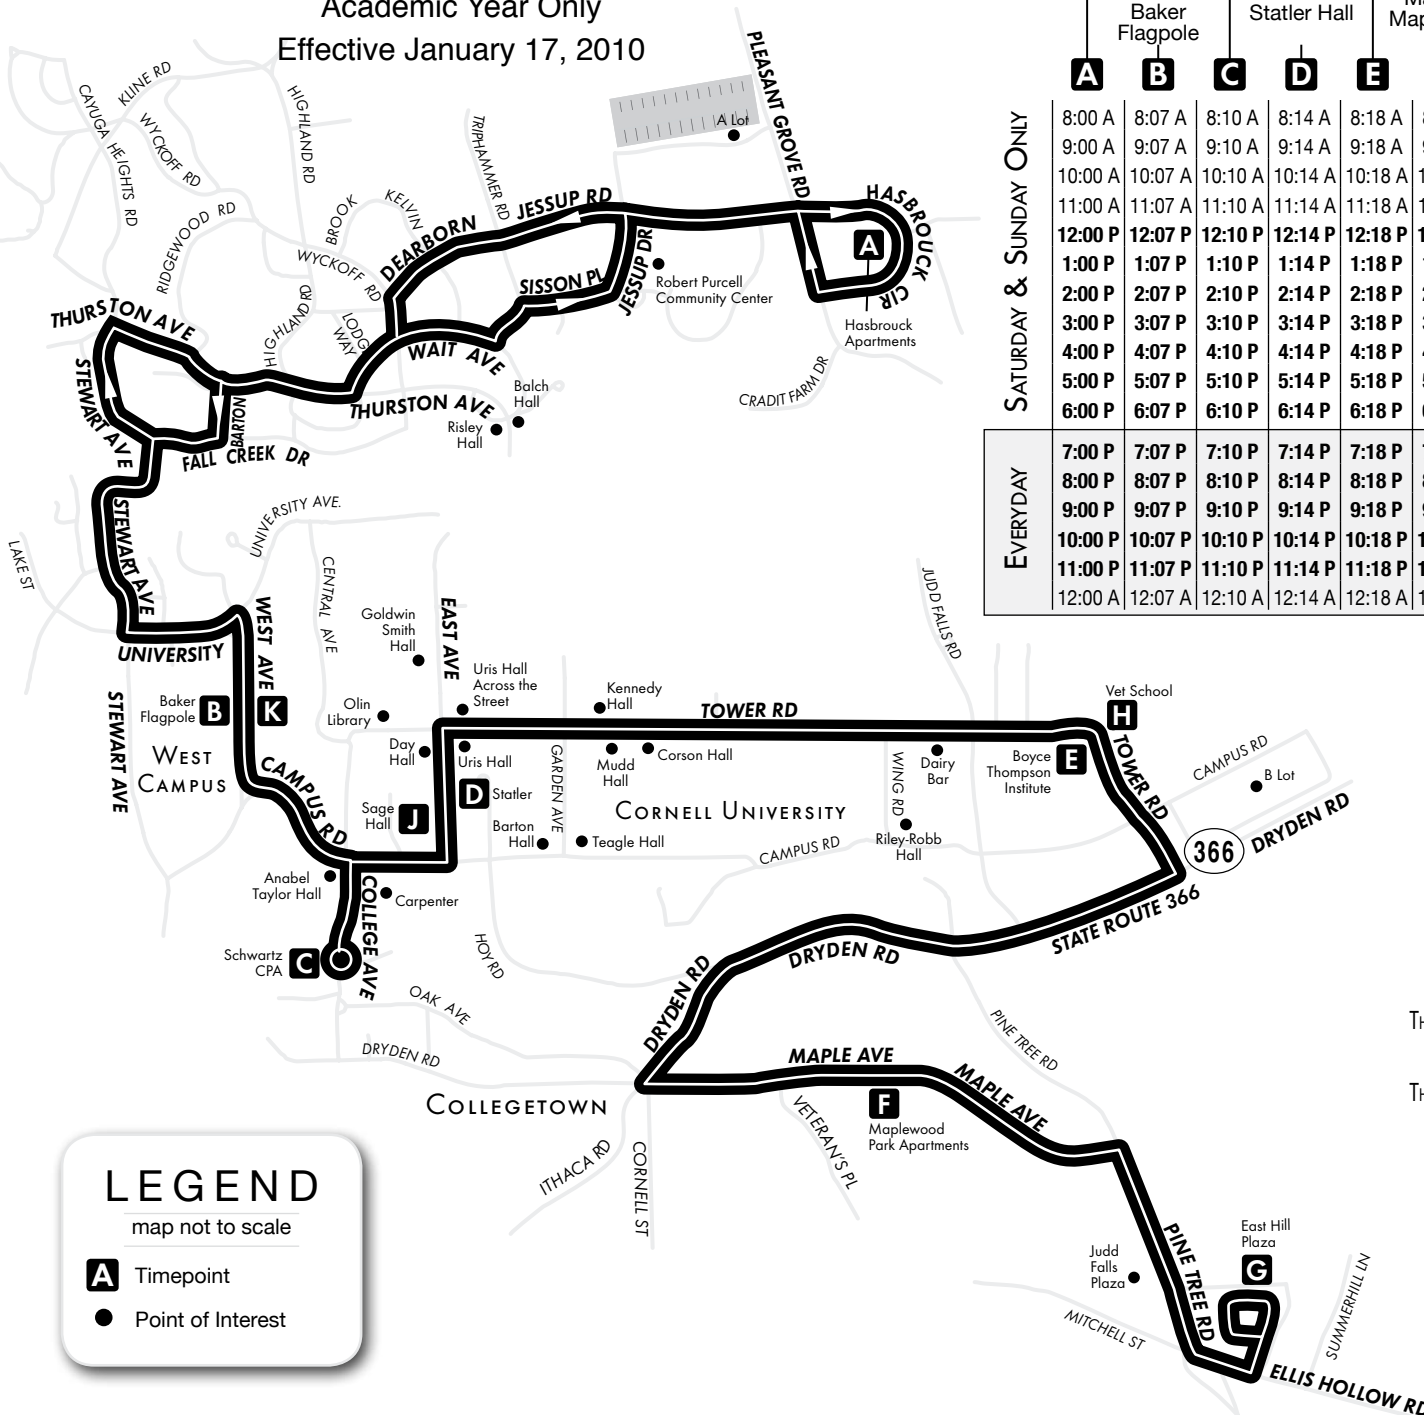 Academic Year Only
Effective January 17, 2010
Baker
Flagpole
Statler Hall
A B C D E
SATURDAY & SUNDAY ONLY
8:00 A 8:07 A 8:10 A 8:14 A 8:18 A
9:00 A 9:07 A 9:10 A 9:14 A 9:18 A
10:00 A 10:07 A 10:10 A 10:14 A 10:18 A
11:00 A 11:07 A 11:10 A 11:14 A 11:18 A
12:00 P 12:07 P 12:10 P 12:14 P 12:18 P
1:00 P 1:07 P 1:10 P 1:14 P 1:18 P
2:00 P 2:07 P 2:10 P 2:14 P 2:18 P
3:00 P 3:07 P 3:10 P 3:14 P 3:18 P
4:00 P 4:07 P 4:10 P 4:14 P 4:18 P
5:00 P 5:07 P 5:10 P 5:14 P 5:18 P
6:00 P 6:07 P 6:10 P 6:14 P 6:18 P
EVERYDAY
7:00 P 7:07 P 7:10 P 7:14 P 7:18 P
8:00 P 8:07 P 8:10 P 8:14 P 8:18 P
9:00 P 9:07 P 9:10 P 9:14 P 9:18 P
10:00 P 10:07 P 10:10 P 10:14 P 10:18 P
11:00 P 11:07 P 11:10 P 11:14 P 11:18 P
12:00 A 12:07 A 12:10 A 12:14 A 12:18 A
KLINE RD
CAYUGA HEIGHTS RD
WYCKOFF RD
HIGHLAND RD
TRIPHAMMER RD
PLEASANT GROVE RD
A Lot
RIDGEWOOD RD
BROOK
KELVIN
WYCKOFF RD
DEARBORN
JESSUP RD
HASBROUCK
CIR
A
Hasbrouck
Apartments
SISSON PL
JESSUP DR
Robert Purcell
Community Center
THURSTON AVE
HIGHLAND RD
LODG WAY
WAIT AVE
CRADIT FARM DR
STEWART AVE
BARTON
THURSTON AVE
Balch
Hall
Risley
Hall
FALL CREEK DR
STEWART AVE
UNIVERSITY AVE.
LAKE ST
CENTRAL AVE
WEST AVE
EAST AVE
JUDD FALLS RD
Goldwin
Smith
Hall
UNIVERSITY
STEWART AVE
Baker
Flagpole
B
K
Olin
Library
Uris Hall
Across the
Street
Kennedy
Hall
TOWER RD
Vet School
H
WEST
CAMPUS
CAMPUS RD
Day
Hall
Uris Hall
GARDEN AVE
Mudd
Hall
Corson Hall
WING RD
Dairy
Bar
Boyce
Thompson
Institute
E
TOWER RD
CAMPUS RD
B Lot
D Statler
CORNELL UNIVERSITY
Sage
Hall
J
Barton
Hall
Teagle Hall
CAMPUS RD
Riley-Robb
Hall
366
DRYDEN RD
Anabel
Taylor Hall
COLLEGE AVE
Carpenter
STATE ROUTE 366
Schwartz
CPA
C
HOY RD
DRYDEN RD
DRYDEN RD
OAK AVE
DRYDEN RD
PINE TREE RD
MAPLE AVE
MAPLE AVE
COLLEGETOWN
F
Maplewood
Park Apartments
VETERAN'S PL
ITHACA RD
CORNELL ST
LEGEND
map not to scale
A Timepoint
Point of Interest
PINE TREE RD
East Hill
Plaza
G
Judd
Falls
Plaza
MITCHELL ST
SUMMERHILL LN
ELLIS HOLLOW RD